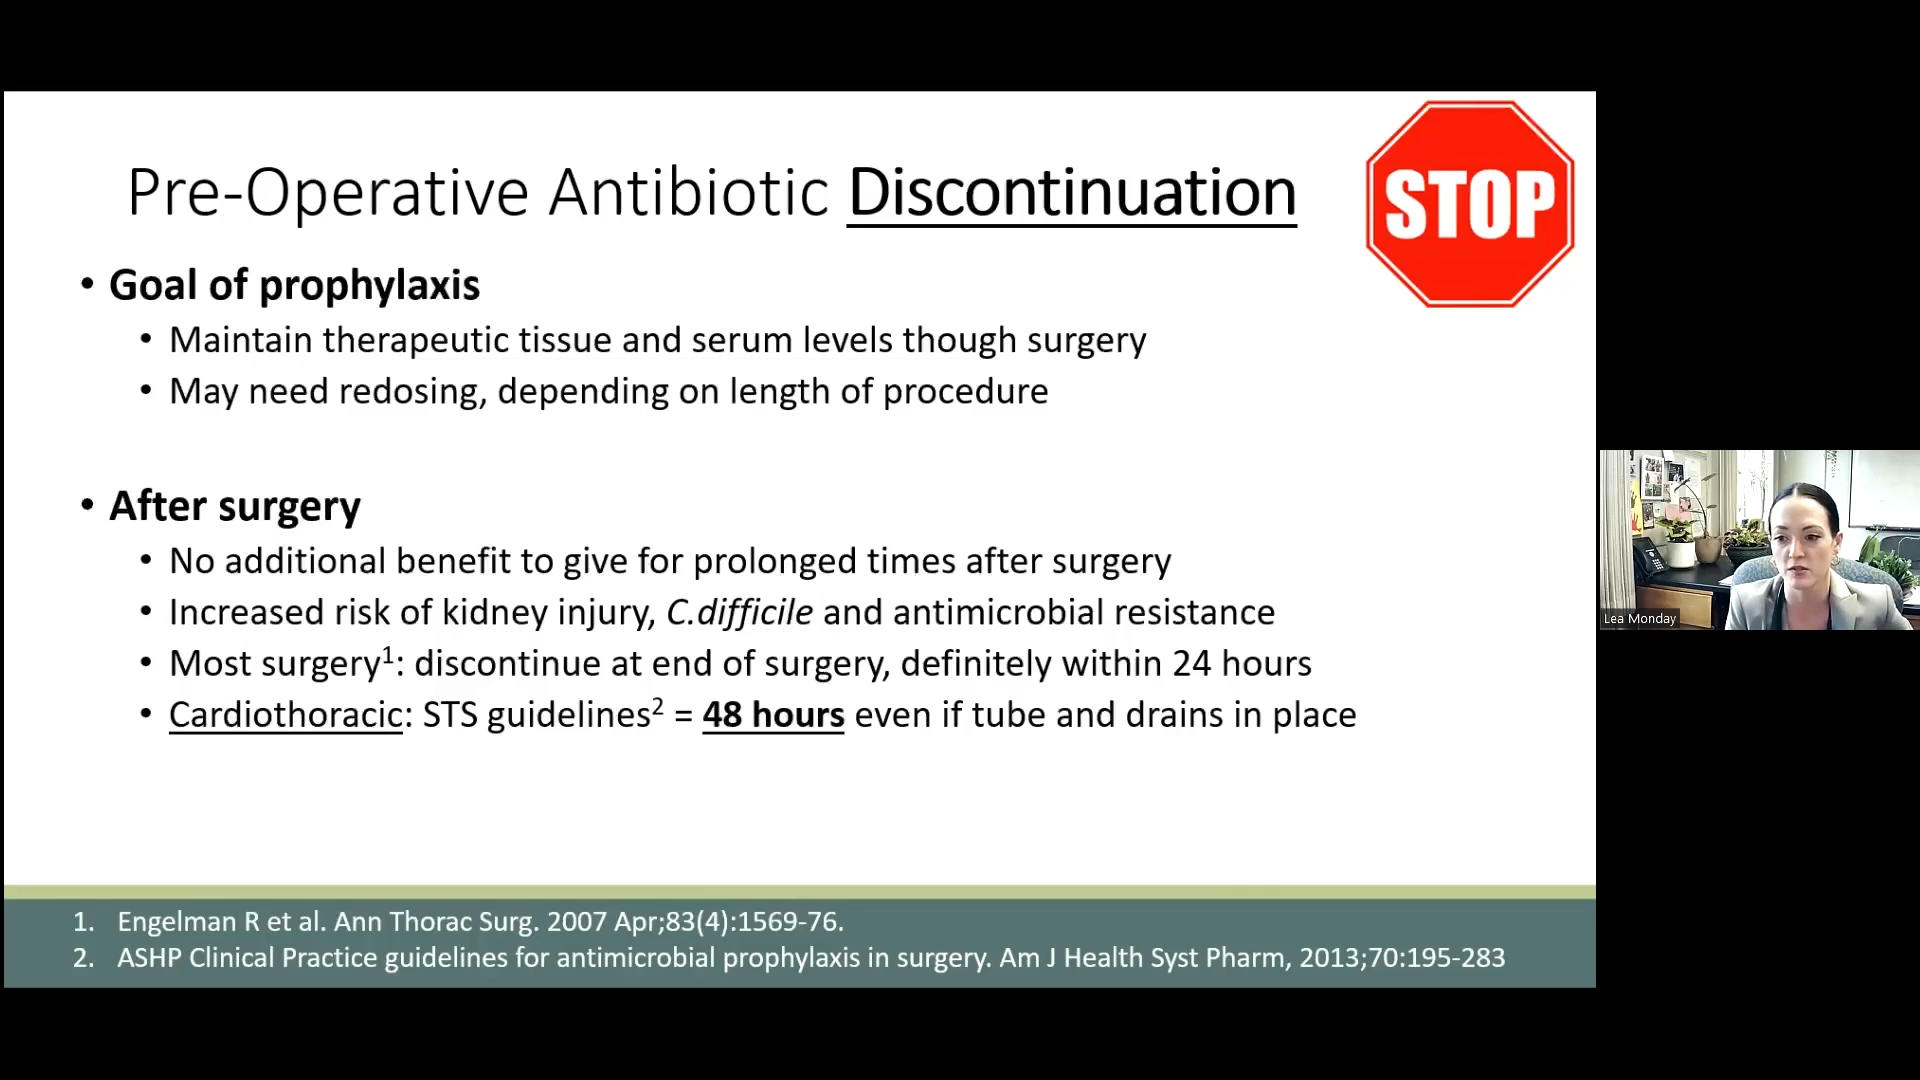 Pre-Operative Antibiotic Discontinuation
STOP
• Goal of prophylaxis
• Maintain therapeutic tissue and serum levels though surgery
• May need redosing, depending on length of procedure
• After surgery
• No additional benefit to give for prolonged times after surgery
• Increased risk of kidney injury, C.difficile and antimicrobial resistance
• Most surgery1: discontinue at end of surgery, definitely within 24 hours
• Cardiothoracic: STS guidelines2 = 48 hours even if tube and drains in place
1. Engelman R et al. Ann Thorac Surg. 2007 Apr;83(4):1569-76.
2. ASHP Clinical Practice guidelines for antimicrobial prophylaxis in surgery. Am J Health Syst Pharm, 2013;70:195-283
Lea Monday